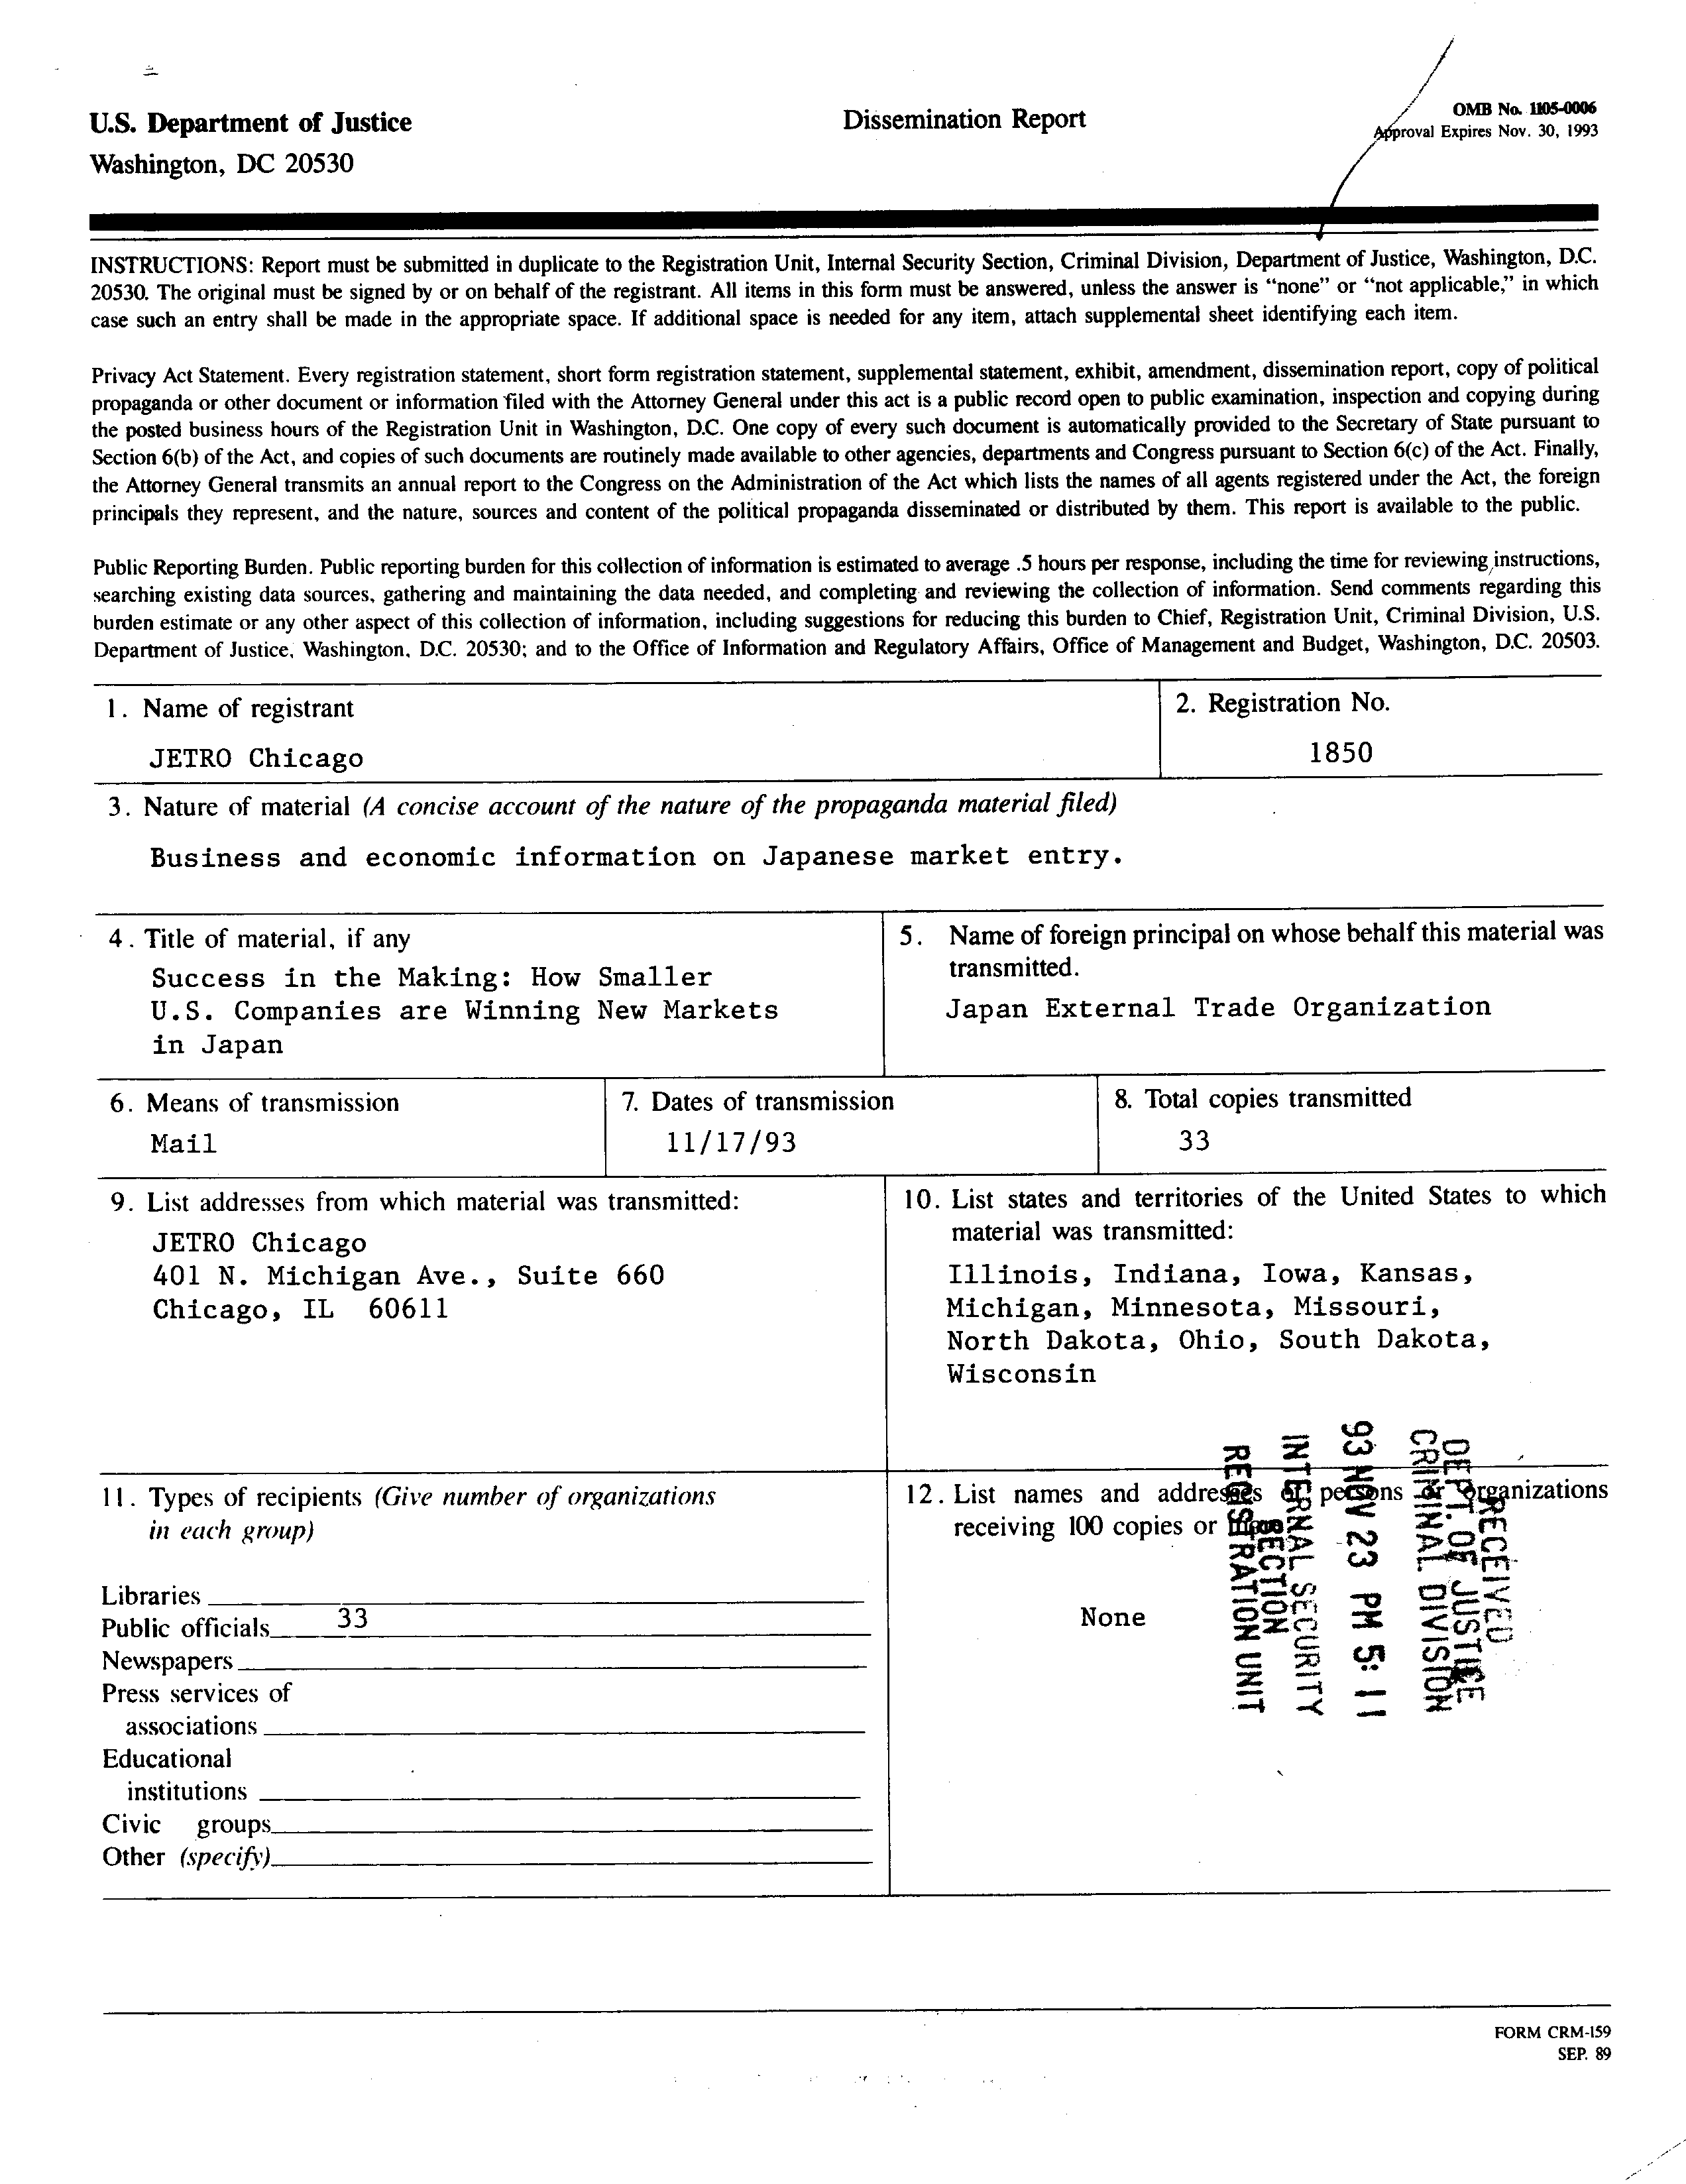 U.S. Department of Justice
Washington, DC 20530
Dissemination Report
OMB No. 1105-0006
Approval Expires Nov. 30, 1993
INSTRUCTIONS: Report must be submitted in duplicate to the Registration Unit, Internal Security Section, Criminal Division, Department of Justice, Washington, D.C.
20530. The original must be signed by or on behalf of the registrant. All items in this form must be answered, unless the answer is “none” or “not applicable,” in which
case such an entry shall be made in the appropriate space. If additional space is needed for any item, attach supplemental sheet identifying each item.
Privacy Act Statement. Every registration statement, short form registration statement, supplemental statement, exhibit, amendment, dissemination report, copy of political
propaganda or other document or information filed with the Attorney General under this act is a public record open to public examination, inspection and copying during
the posted business hours of the Registration Unit in Washington, D.C. One copy of every such document is automatically provided to the Secretary of State pursuant to
Section 6(b) of the Act, and copies of such documents are routinely made available to other agencies, departments and Congress pursuant to Section 6(c) of the Act. Finally,
the Attorney General transmits an annual report to the Congress on the Administration of the Act which lists the names of all agents registered under the Act, the foreign
principals they represent, and the nature, sources and content of the political propaganda disseminated or distributed by them. This report is available to the public.
Public Reporting Burden. Public reporting burden for this collection of information is estimated to average .5 hours per response, including the time for reviewing instructions,
searching existing data sources, gathering and maintaining the data needed, and completing and reviewing the collection of information. Send comments regarding this
burden estimate or any other aspect of this collection of information, including suggestions for reducing this burden to Chief, Registration Unit, Criminal Division, U.S.
Department of Justice, Washington, D.C. 20530; and to the Office of Information and Regulatory Affairs, Office of Management and Budget, Washington, D.C. 20503.
1. Name of registrant
JETRO Chicago
2. Registration No.
1850
3. Nature of material (A concise account of the nature of the propaganda material filed)
Business and economic information on Japanese market entry.
4. Title of material, if any
Success in the Making: How Smaller
U.S. Companies are Winning New Markets
in Japan
5. Name of foreign principal on whose behalf this material was
transmitted.
Japan External Trade Organization
6. Means of transmission
Mail
7. Dates of transmission
11/17/93
8. Total copies transmitted
33
9. List addresses from which material was transmitted:
JETRO Chicago
401 N. Michigan Ave., Suite 660
Chicago, IL 60611
10. List states and territories of the United States to which
material was transmitted:
Illinois, Indiana, Iowa, Kansas,
Michigan, Minnesota, Missouri,
North Dakota, Ohio, South Dakota,
Wisconsin
11. Types of recipients (Give number of organizations
in each group)
Libraries
Public officials 33
Newspapers
Press services of
associations
Educational
institutions
Civic groups
Other (specify)
12. List names and addresses of persons or organizations
receiving 100 copies or more
None
RECEIVED
DEPT. OF JUSTICE
CRIMINAL DIVISION
93 NOV 23 PM 5:11
INTERNAL SECURITY
SECTION
REGISTRATION UNIT
FORM CRM-159
SEP. 89